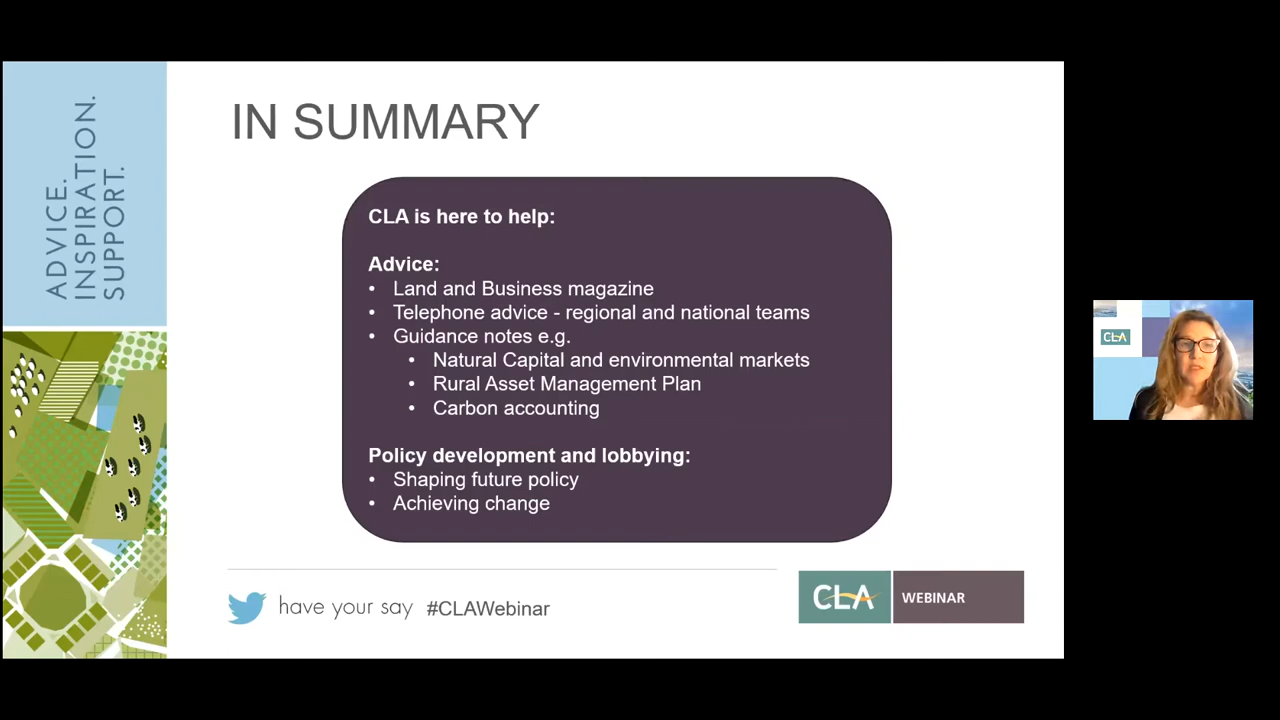 ADVICE.
INSPIRATION.
SUPPORT.
IN SUMMARY
CLA is here to help:
Advice:
• Land and Business magazine
• Telephone advice - regional and national teams
• Guidance notes e.g.
• Natural Capital and environmental markets
• Rural Asset Management Plan
• Carbon accounting
Policy development and lobbying:
• Shaping future policy
• Achieving change
have your say #CLAWebinar
CLA WEBINAR
CLA